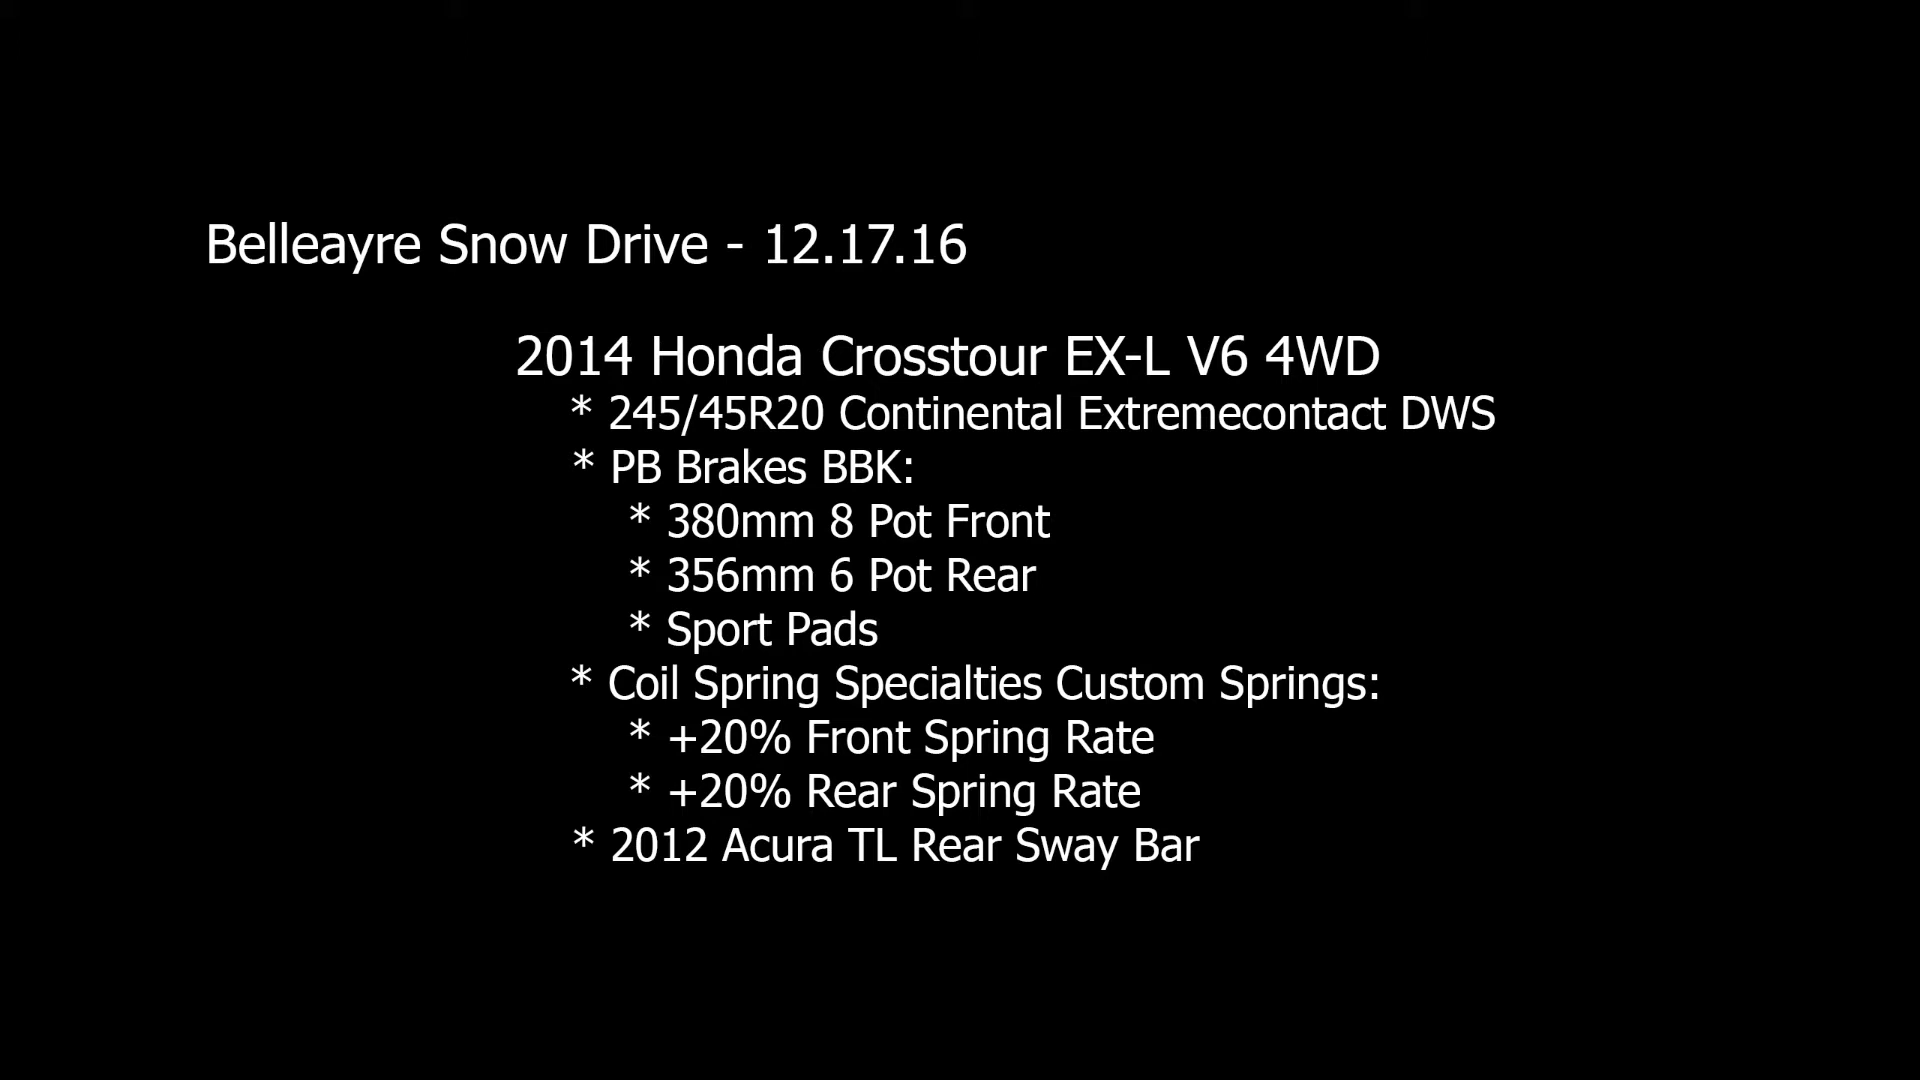 Belleayre Snow Drive - 12.17.16
2014 Honda Crosstour EX-L V6 4WD
* 245/45R20 Continental Extremecontact DWS
* PB Brakes BBK:
* 380mm 8 Pot Front
* 356mm 6 Pot Rear
* Sport Pads
* Coil Spring Specialties Custom Springs:
* +20% Front Spring Rate
* +20% Rear Spring Rate
* 2012 Acura TL Rear Sway Bar